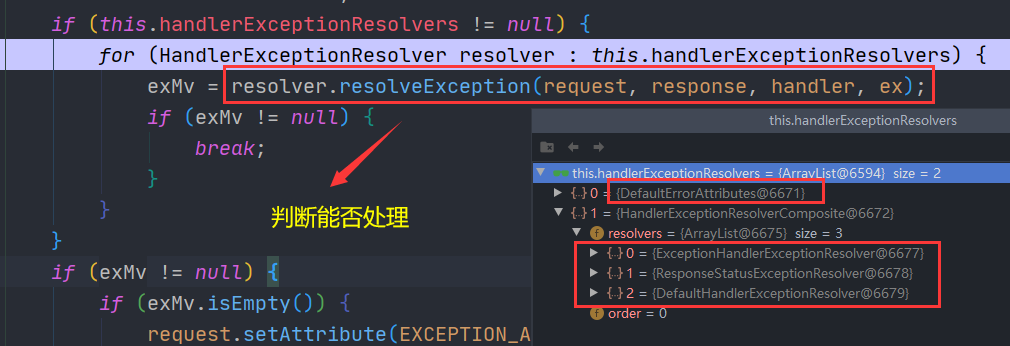 if (this.handlerExceptionResolvers != null) {
for (HandlerExceptionResolver resolver : this.handlerExceptionResolvers) {
exMv = resolver.resolveException(request, response, handler, ex);
if (exMv != null) {
break;
}
}
}
if (exMv != null) {
if (exMv.isEmpty()) {
request.setAttribute(EXCEPTION_A
判断能否处理
this.handlerExceptionResolvers
this.handlerExceptionResolvers = {ArrayList@6594} size = 2
0 = {DefaultErrorAttributes@6671}
1 = {HandlerExceptionResolverComposite@6672}
f resolvers = {ArrayList@6675} size = 3
0 = {ExceptionHandlerExceptionResolver@6677}
1 = {ResponseStatusExceptionResolver@6678}
2 = {DefaultHandlerExceptionResolver@6679}
f order = 0